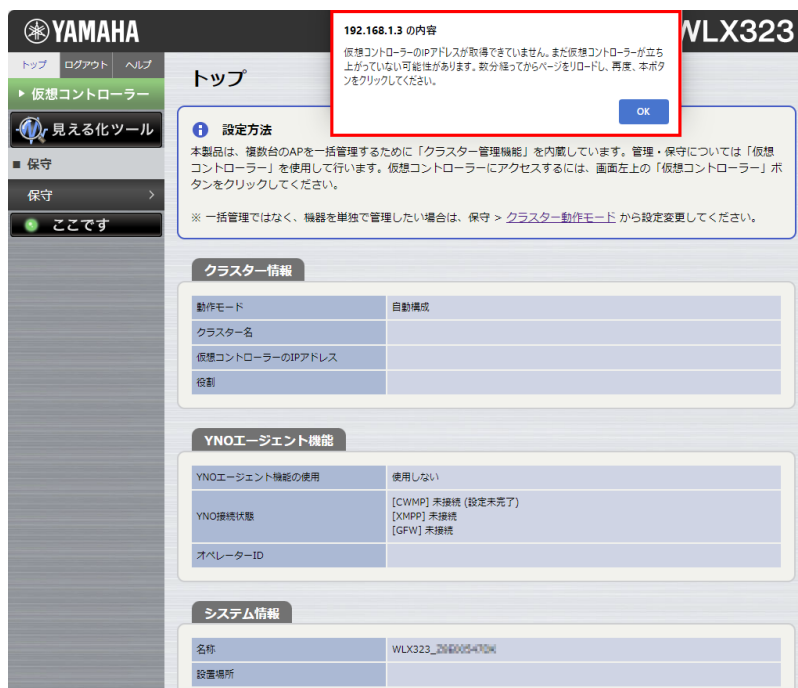 YAMAHA
WLX323
192.168.1.3 の内容
仮想コントローラーのIPアドレスが取得できていません。まだ仮想コントローラーが立ち
上がっていない可能性があります。数分経ってからページをリロードし、再度、本ボタ
ンをクリックしてください。
OK
トップ ログアウト ヘルプ
仮想コントローラー
見える化ツール
保守
保守
ここです
トップ
設定方法
本製品は、複数台のAPを一括管理するために「クラスター管理機能」を内蔵しています。管理・保守については「仮想
コントローラー」を使用して行います。仮想コントローラーにアクセスするには、画面左上の「仮想コントローラー」ボ
タンをクリックしてください。
※ 一括管理ではなく、機器を単独で管理したい場合は、保守 > クラスター動作モード から設定変更してください。
クラスター情報
動作モード 自動構成
クラスター名
仮想コントローラーのIPアドレス
役割
YNOエージェント機能
YNOエージェント機能の使用 使用しない
YNO接続状態 [CWMP] 未接続 (設定未完了)
[XMPP] 未接続
[GFW] 未接続
オペレーターID
システム情報
名称 WLX323_
設置場所